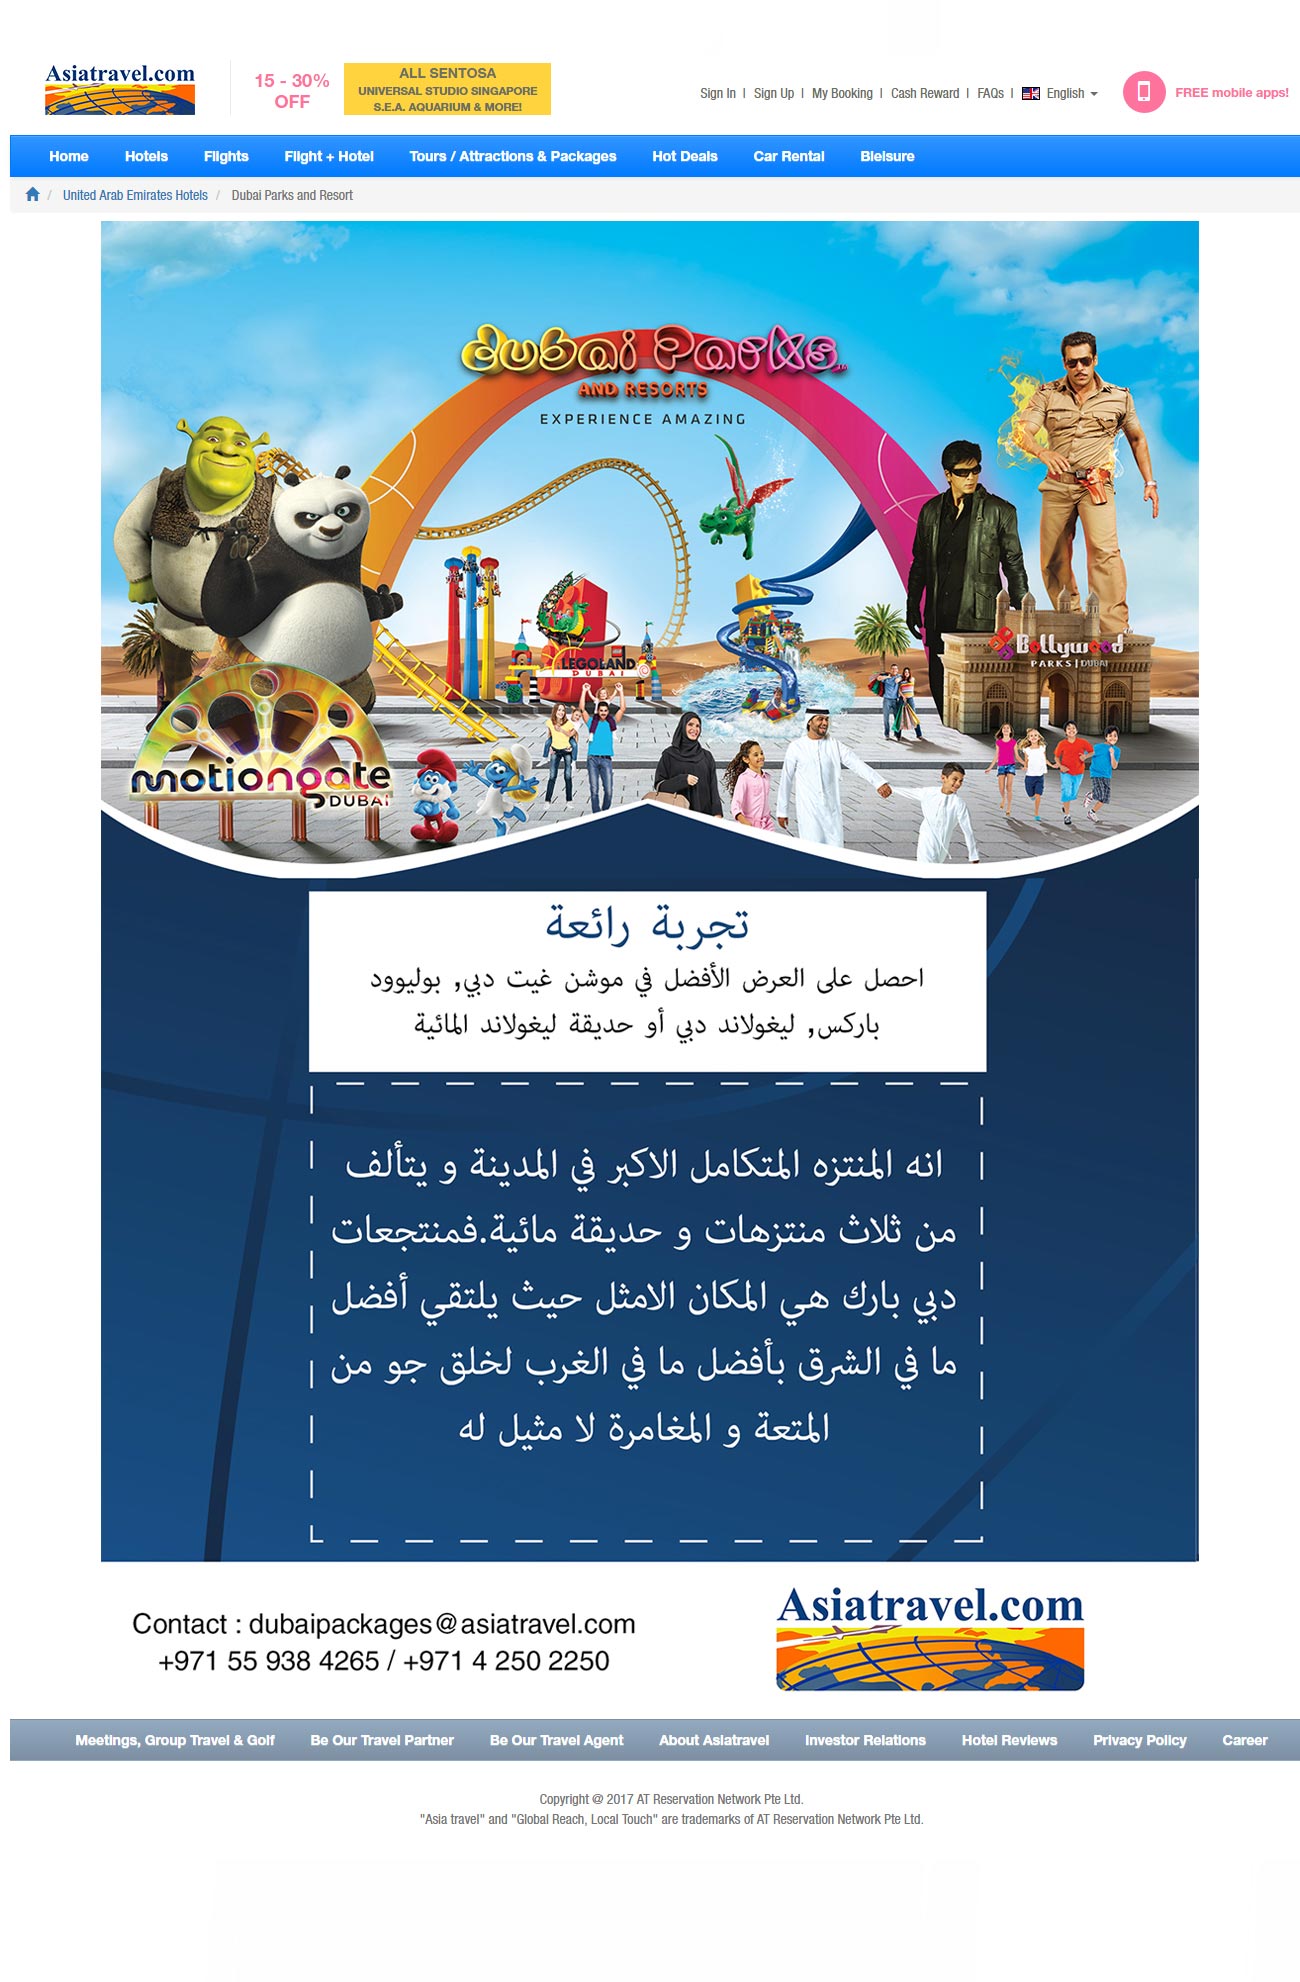 Asiatravel.com
15 - 30%
OFF
ALL SENTOSA
UNIVERSAL STUDIO SINGAPORE
S.E.A. AQUARIUM & MORE!
Sign In | Sign Up | My Booking | Cash Reward | FAQs | English
FREE mobile apps!
Home Hotels Flights Flight + Hotel Tours / Attractions & Packages Hot Deals Car Rental Bleisure
/ United Arab Emirates Hotels / Dubai Parks and Resort
Dubai Parks
AND RESORTS
EXPERIENCE AMAZING
LEGOLAND
DUBAI
Bollywood
PARKS | DUBAI
motiongate
DUBAI
تجربة رائعة
احصل على العرض الأفضل في موشن غيت دبي, بوليوود
باركس, ليغولاند دبي أو حديقة ليغولاند المائية
انه المنتزه المتكامل الاكبر في المدينة و يتألف
من ثلاث منتزهات و حديقة مائية.فمنتجعات
دبي بارك هي المكان الامثل حيث يلتقي أفضل
ما في الشرق بأفضل ما في الغرب لخلق جو من
المتعة و المغامرة لا مثيل له
Contact : dubaipackages@asiatravel.com
+971 55 938 4265 / +971 4 250 2250
Asiatravel.com
Meetings, Group Travel & Golf Be Our Travel Partner Be Our Travel Agent About Asiatravel Investor Relations Hotel Reviews Privacy Policy Career
Copyright @ 2017 AT Reservation Network Pte Ltd.
"Asia travel" and "Global Reach, Local Touch" are trademarks of AT Reservation Network Pte Ltd.